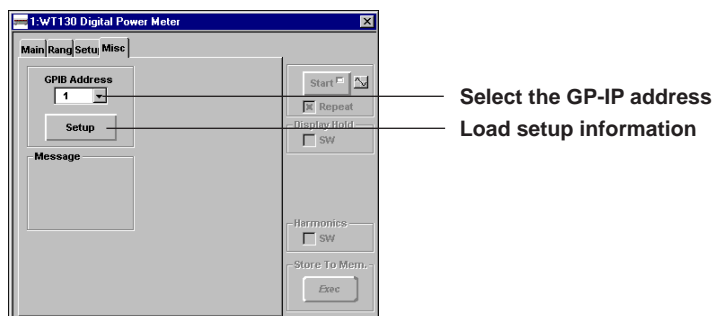 1:WT130 Digital Power Meter
Main Rang Setu Misc
GPIB Address
1
Setup
Message
Start
Repeat
Display Hold
SW
Harmonics
SW
Store To Mem.
Exec
Select the GP-IP address
Load setup information